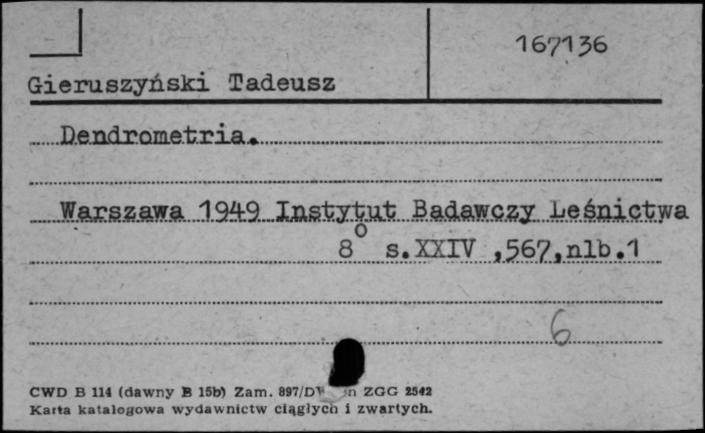 167136
Gieruszyński Tadeusz
Dendrometria.
Warszawa 1949 Instytut Badawczy Leśnictwa
8° s.XXIV ,567,nlb.1
6
CWD B 114 (dawny B 15b) Zam. 897/D ZGG 2542
Karta katalogowa wydawnictw ciągłych i zwartych.